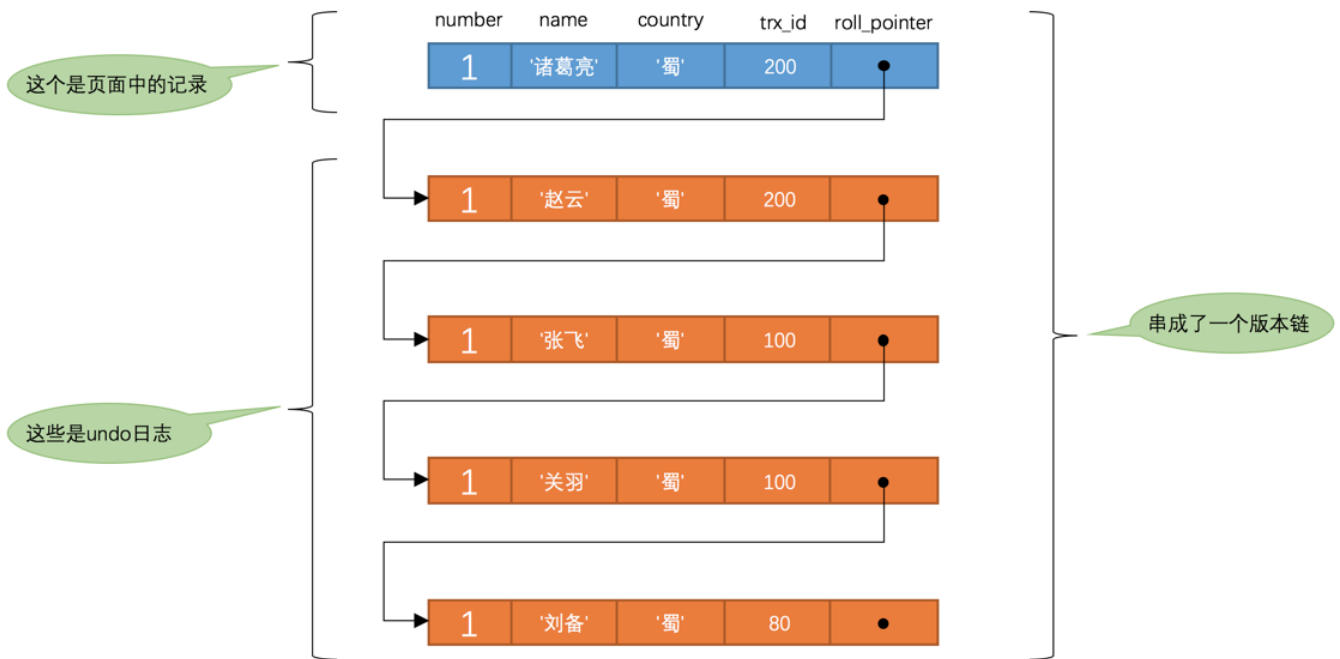 number name country trx_id roll_pointer
1 '诸葛亮' '蜀' 200
这个是页面中的记录
1 '赵云' '蜀' 200
1 '张飞' '蜀' 100
串成了一个版本链
这些是undo日志
1 '关羽' '蜀' 100
1 '刘备' '蜀' 80